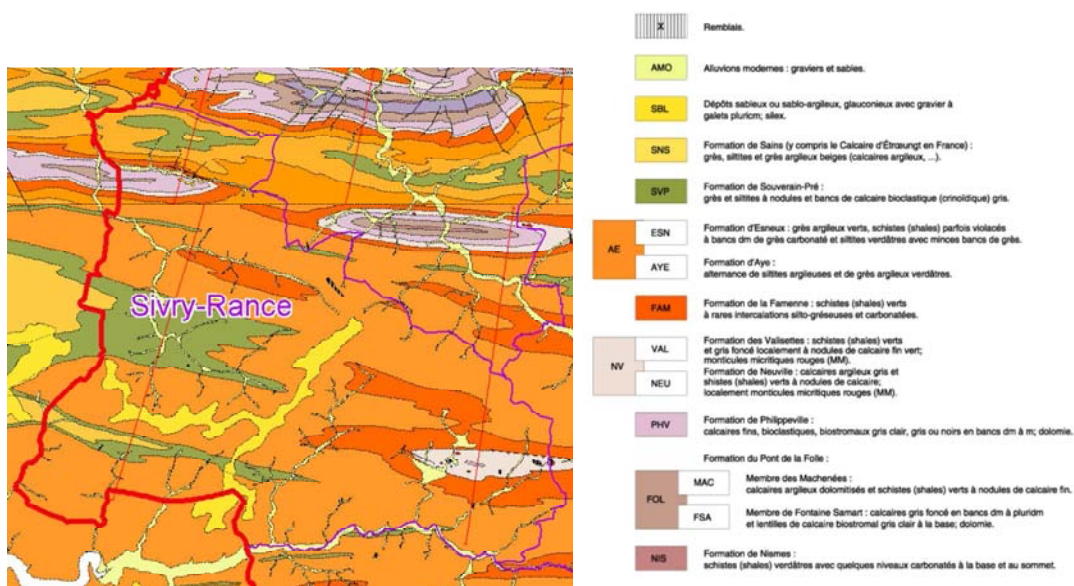 Sivry-Rance
X Remblais.
AMO Alluvions modernes : graviers et sables.
SBL Dépôts sableux ou sablo-argileux, glauconieux avec gravier à
galets pluricm; silex.
SNS Formation de Sains (y compris le Calcaire d'Étrœungt en France) :
grès, siltites et grès argileux beiges (calcaires argileux, ...).
SVP Formation de Souverain-Pré :
grès et siltites à nodules et bancs de calcaire bioclastique (crinoïdique) gris.
AE
ESN Formation d'Esneux : grès argileux verts, schistes (shales) parfois violacés
à bancs dm de grès carbonaté et siltites verdâtres avec minces bancs de grès.
AYE Formation d'Aye :
alternance de siltites argileuses et de grès argileux verdâtres.
FAM Formation de la Famenne : schistes (shales) verts
à rares intercalations silto-gréseuses et carbonatées.
NV
VAL Formation des Valisettes : schistes (shales) verts
et gris foncé localement à nodules de calcaire fin vert;
monticules micritiques rouges (MM).
NEU Formation de Neuville : calcaires argileux gris et
shistes (shales) verts à nodules de calcaire;
localement monticules micritiques rouges (MM).
PHV Formation de Philippeville :
calcaires fins, bioclastiques, biostromaux gris clair, gris ou noirs en bancs dm à m; dolomie.
Formation du Pont de la Folle :
FOL
MAC Membre des Machenées :
calcaires argileux dolomitisés et schistes (shales) verts à nodules de calcaire fin.
FSA Membre de Fontaine Samart : calcaires gris foncé en bancs dm à pluridm
et lentilles de calcaire biostromal gris clair à la base; dolomie.
NIS Formation de Nismes :
schistes (shales) verdâtres avec quelques niveaux carbonatés à la base et au sommet.